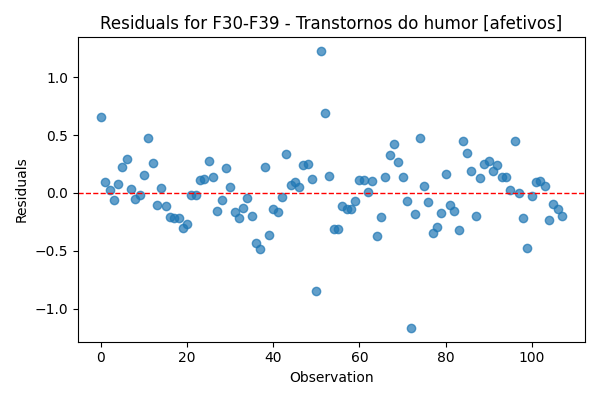 Residuals for F30-F39 - Transtornos do humor [afetivos]
1.0
0.5
0.0
−0.5
−1.0
Residuals
0 20 40 60 80 100
Observation